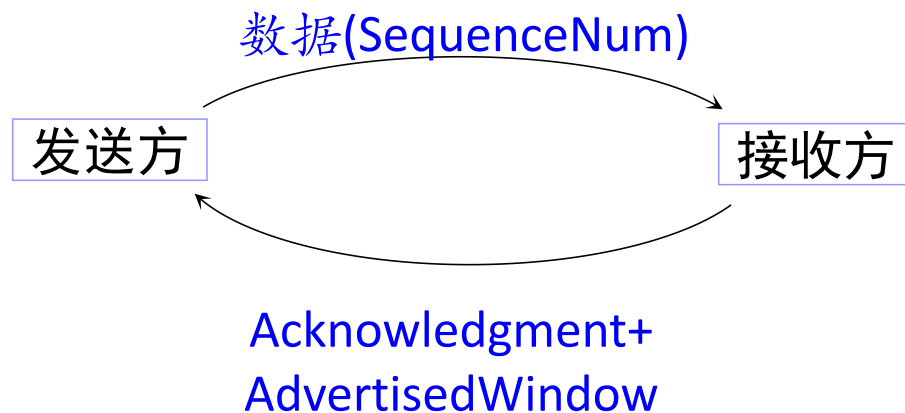 数据(SequenceNum)
发送方
接收方
Acknowledgment+
AdvertisedWindow